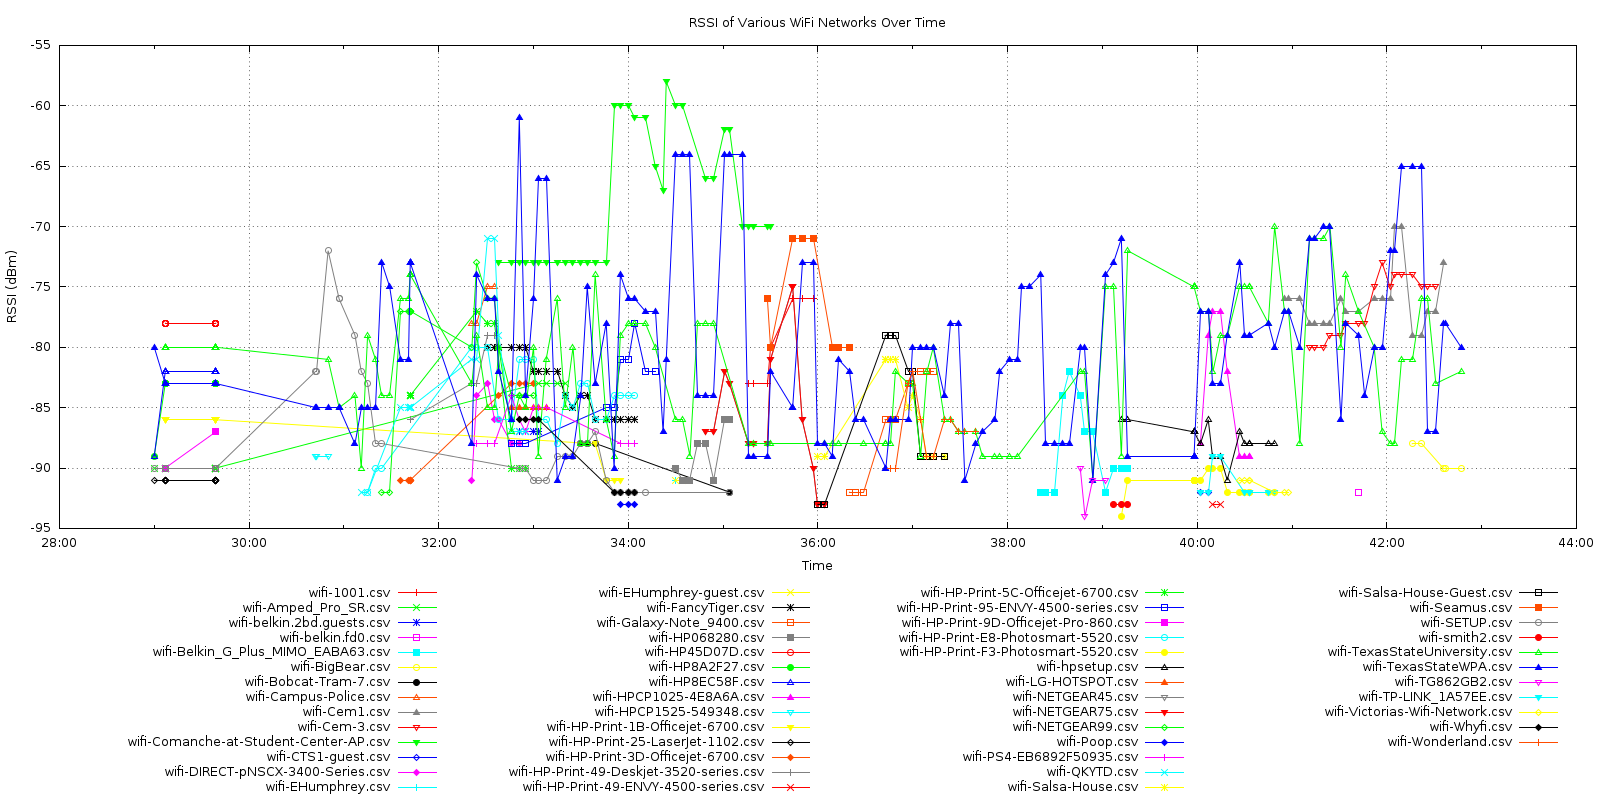 RSSI of Various WiFi Networks Over Time
-55
-60
-65
-70
-75
-80
-85
-90
-95
RSSI (dBm)
28:00 30:00 32:00 34:00 36:00 38:00 40:00 42:00 44:00
Time
wifi-1001.csv
wifi-Amped_Pro_SR.csv
wifi-belkin.2bd.guests.csv
wifi-belkin.fd0.csv
wifi-Belkin_G_Plus_MIMO_EABA63.csv
wifi-BigBear.csv
wifi-Bobcat-Tram-7.csv
wifi-Campus-Police.csv
wifi-Cem1.csv
wifi-Cem-3.csv
wifi-Comanche-at-Student-Center-AP.csv
wifi-CTS1-guest.csv
wifi-DIRECT-pNSCX-3400-Series.csv
wifi-EHumphrey.csv
wifi-EHumphrey-guest.csv
wifi-FancyTiger.csv
wifi-Galaxy-Note_9400.csv
wifi-HP068280.csv
wifi-HP45D07D.csv
wifi-HP8A2F27.csv
wifi-HP8EC58F.csv
wifi-HPCP1025-4E8A6A.csv
wifi-HPCP1525-549348.csv
wifi-HP-Print-1B-Officejet-6700.csv
wifi-HP-Print-25-LaserJet-1102.csv
wifi-HP-Print-3D-Officejet-6700.csv
wifi-HP-Print-49-Deskjet-3520-series.csv
wifi-HP-Print-49-ENVY-4500-series.csv
wifi-HP-Print-5C-Officejet-6700.csv
wifi-HP-Print-95-ENVY-4500-series.csv
wifi-HP-Print-9D-Officejet-Pro-860.csv
wifi-HP-Print-E8-Photosmart-5520.csv
wifi-HP-Print-F3-Photosmart-5520.csv
wifi-hpsetup.csv
wifi-LG-HOTSPOT.csv
wifi-NETGEAR45.csv
wifi-NETGEAR75.csv
wifi-NETGEAR99.csv
wifi-Poop.csv
wifi-PS4-EB6892F50935.csv
wifi-QKYTD.csv
wifi-Salsa-House.csv
wifi-Salsa-House-Guest.csv
wifi-Seamus.csv
wifi-SETUP.csv
wifi-smith2.csv
wifi-TexasStateUniversity.csv
wifi-TexasStateWPA.csv
wifi-TG862GB2.csv
wifi-TP-LINK_1A57EE.csv
wifi-Victorias-Wifi-Network.csv
wifi-Whyfi.csv
wifi-Wonderland.csv